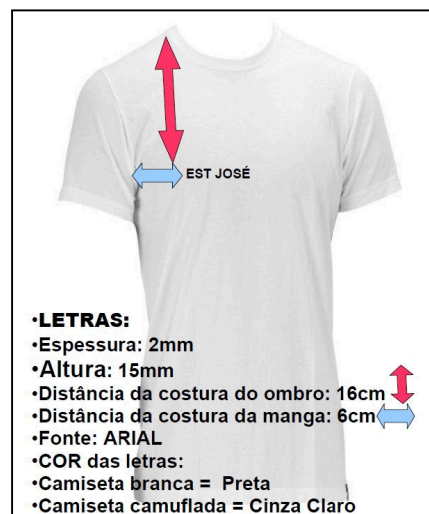 EST JOSÉ
•LETRAS:
•Espessura: 2mm
•Altura: 15mm
•Distância da costura do ombro: 16cm
•Distância da costura da manga: 6cm
•Fonte: ARIAL
•COR das letras:
•Camiseta branca = Preta
•Camiseta camuflada = Cinza Claro